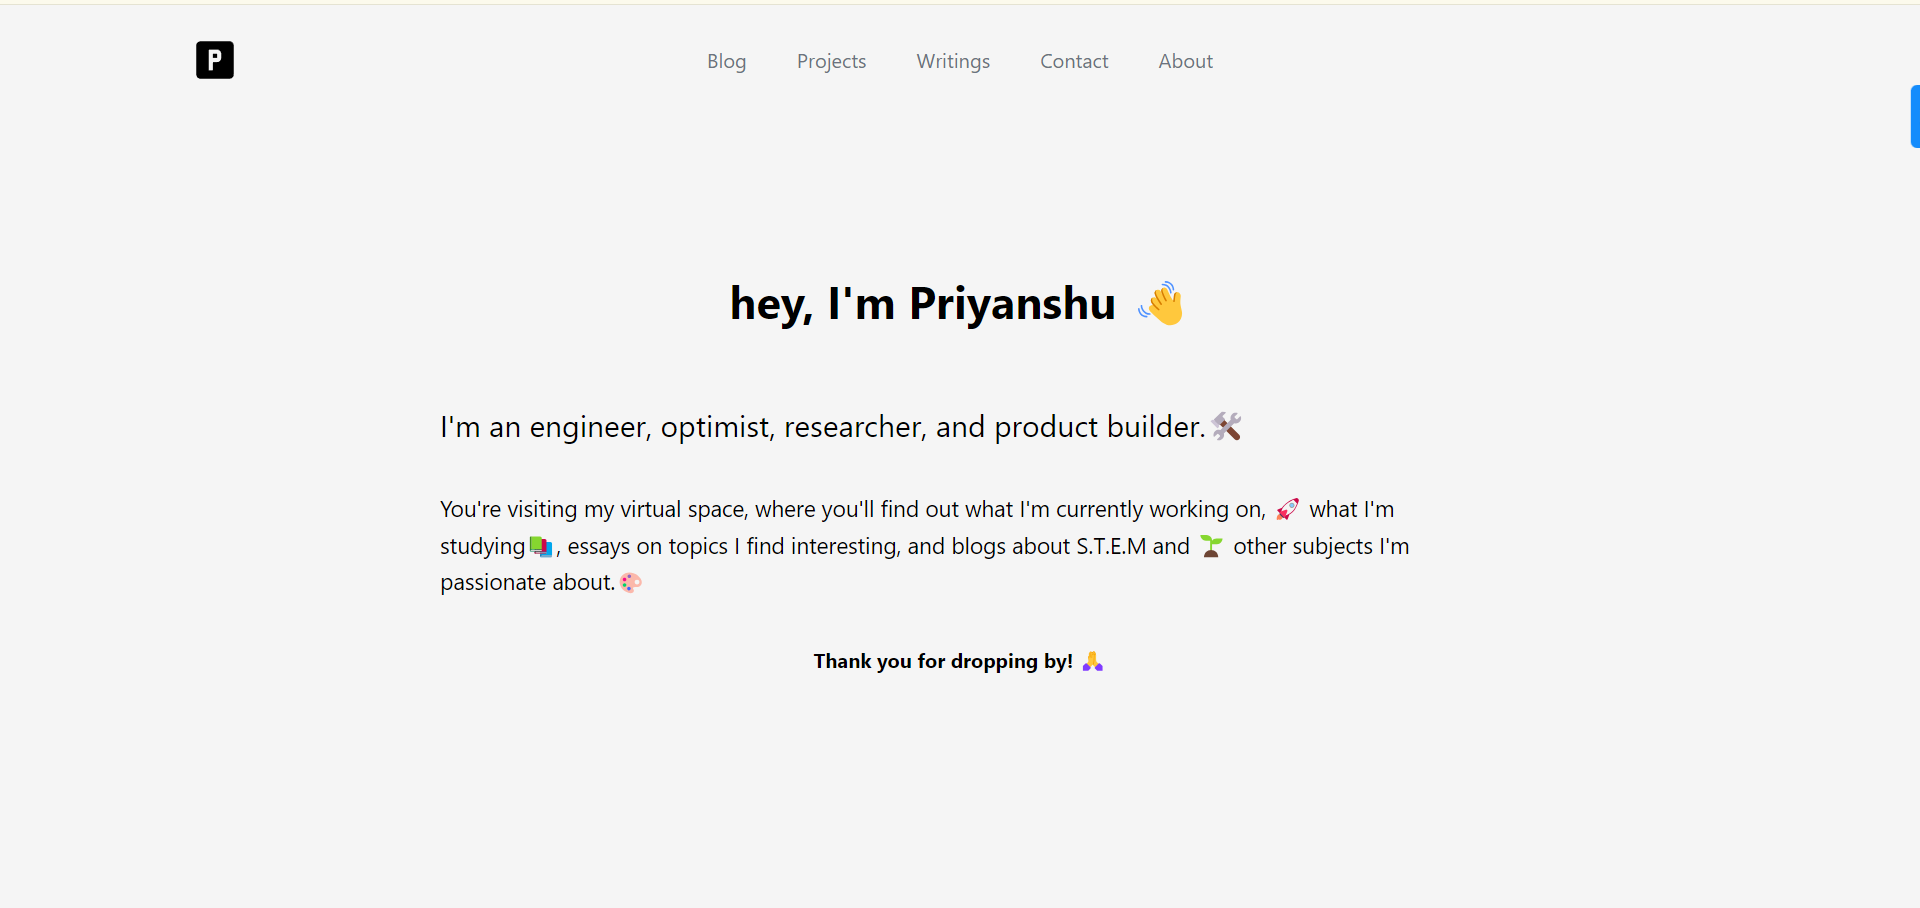 P
Blog Projects Writings Contact About
hey, I'm Priyanshu 👋
I'm an engineer, optimist, researcher, and product builder.🛠️
You're visiting my virtual space, where you'll find out what I'm currently working on, 🚀 what I'm
studying📚, essays on topics I find interesting, and blogs about S.T.E.M and 🌱 other subjects I'm
passionate about.🎨
Thank you for dropping by! 🙏